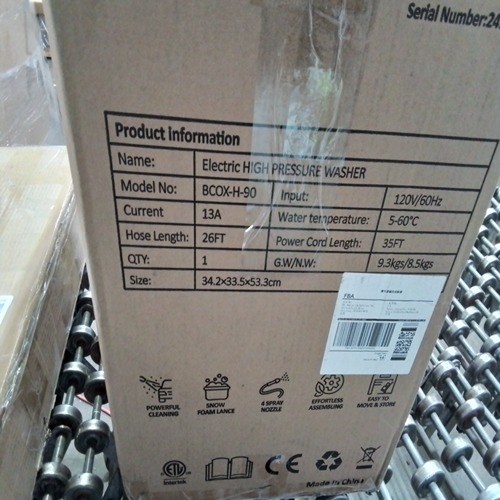 Serial Number:24
Product information
Name: Electric HIGH PRESSURE WASHER
Model No: BCOX-H-90 Input: 120V/60Hz
Current 13A Water temperature: 5-60℃
Hose Length: 26FT Power Cord Length: 35FT
QTY: 1 G.W/N.W: 9.3kgs/8.5kgs
Size: 34.2×33.5×53.3cm
FBA
POWERFUL CLEANING
SNOW FOAM LANCE
4 SPRAY NOZZLE
EFFORTLESS ASSEMBLING
EASY TO MOVE & STORE
ETL
Intertek
CE
Made In China